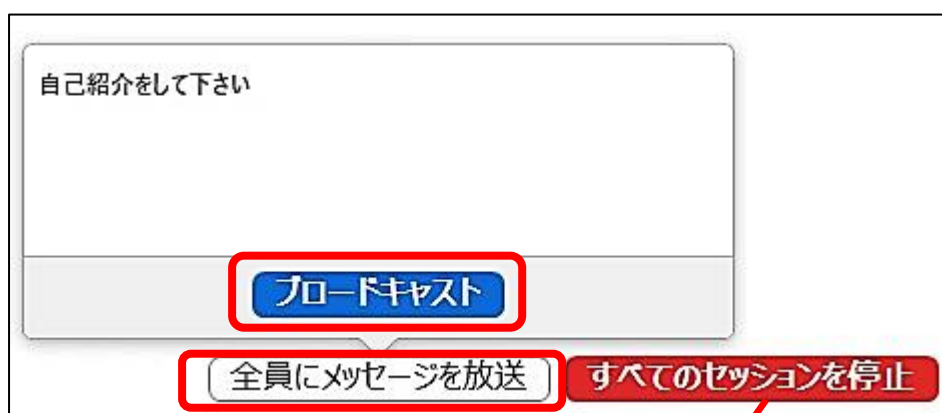 自己紹介をして下さい
ブロードキャスト
全員にメッセージを放送 すべてのセッションを停止